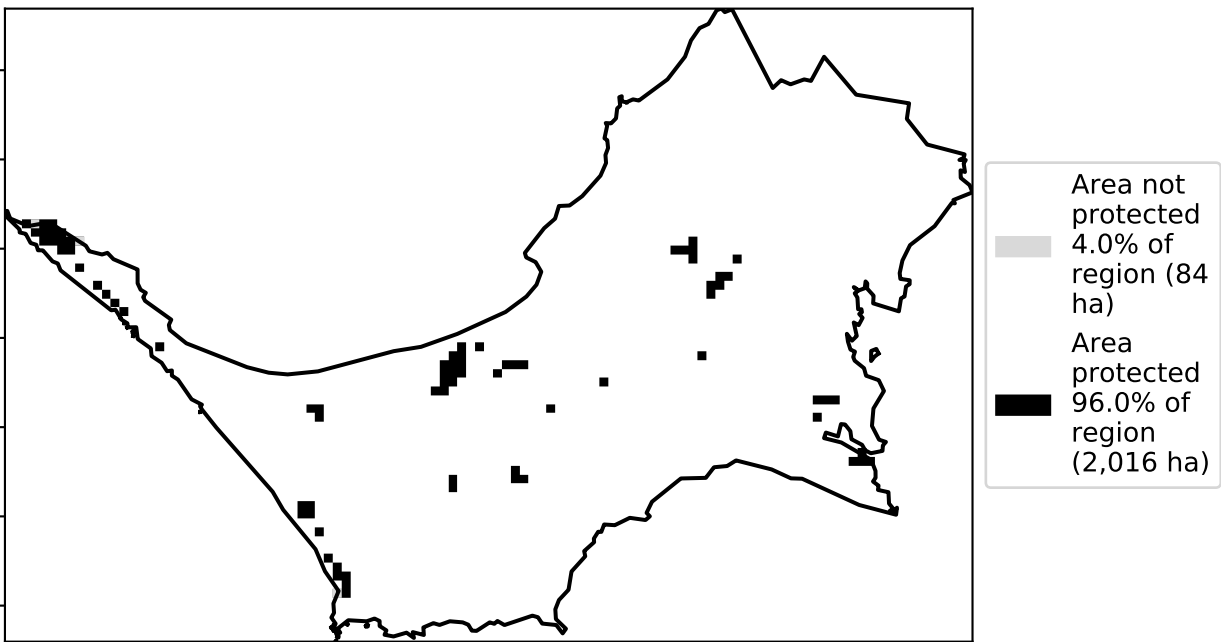 Area not
protected
4.0% of
region (84
ha)
Area
protected
96.0% of
region
(2,016 ha)